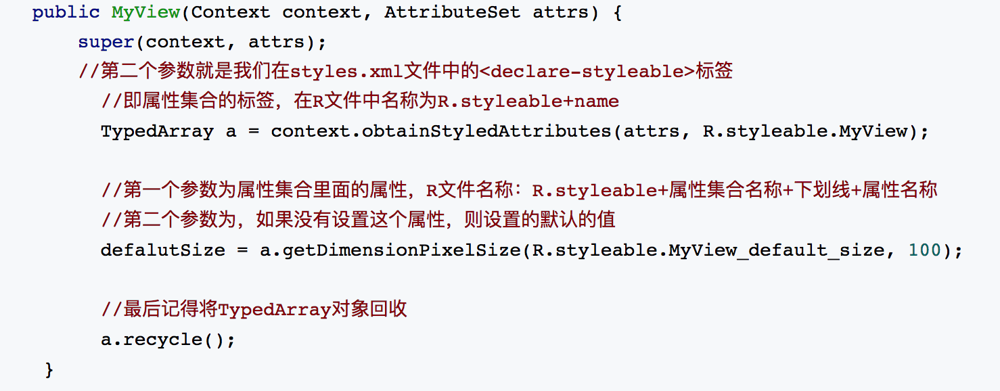 public MyView(Context context, AttributeSet attrs) {
super(context, attrs);
//第二个参数就是我们在styles.xml文件中的<declare-styleable>标签
//即属性集合的标签，在R文件中名称为R.styleable+name
TypedArray a = context.obtainStyledAttributes(attrs, R.styleable.MyView);
//第一个参数为属性集合里面的属性，R文件名称：R.styleable+属性集合名称+下划线+属性名称
//第二个参数为，如果没有设置这个属性，则设置的默认的值
defalutSize = a.getDimensionPixelSize(R.styleable.MyView_default_size, 100);
//最后记得将TypedArray对象回收
a.recycle();
}